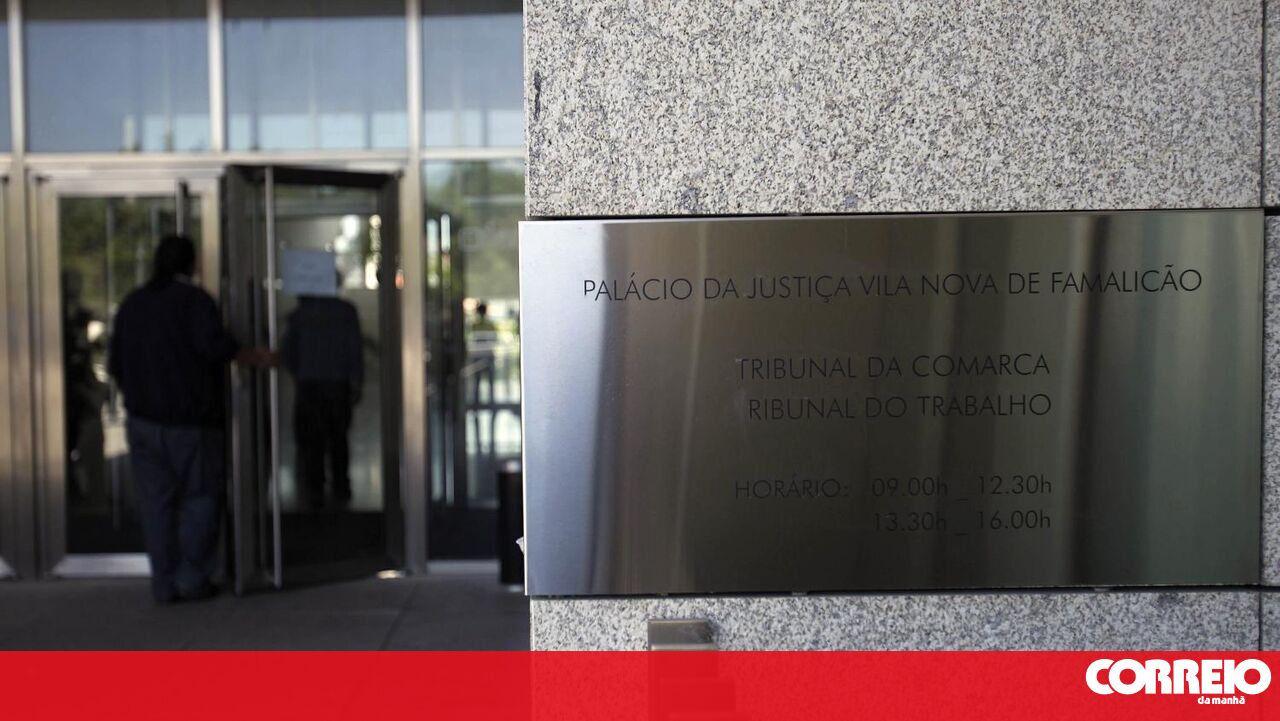 PALÁCIO DA JUSTIÇA VILA NOVA DE FAMALICÃO
TRIBUNAL DA COMARCA
RIBUNAL DO TRABALHO
HORÁRIO: 09.00h _ 12.30h
13.30h _ 16.00h
CORREIO
da manhã